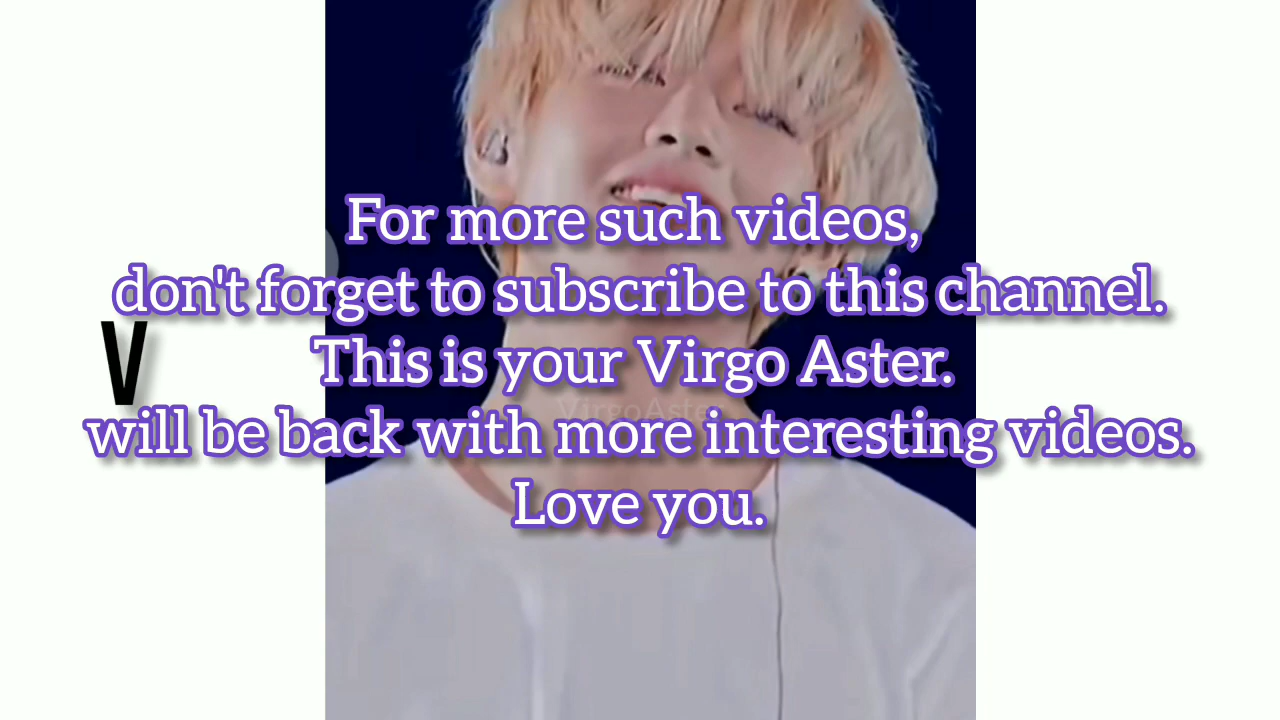 For more such videos,
don't forget to subscribe to this channel.
V
This is your Virgo Aster.
VirgoAster
will be back with more interesting videos.
Love you.